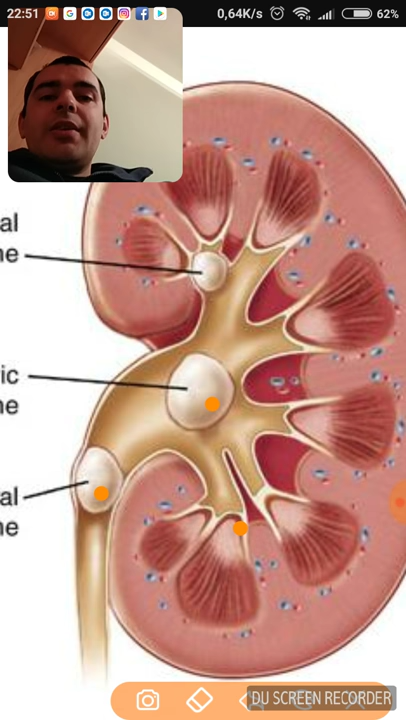 22:51 0,64K/s 62%
al
ne
ic
ne
al
ne
DU SCREEN RECORDER